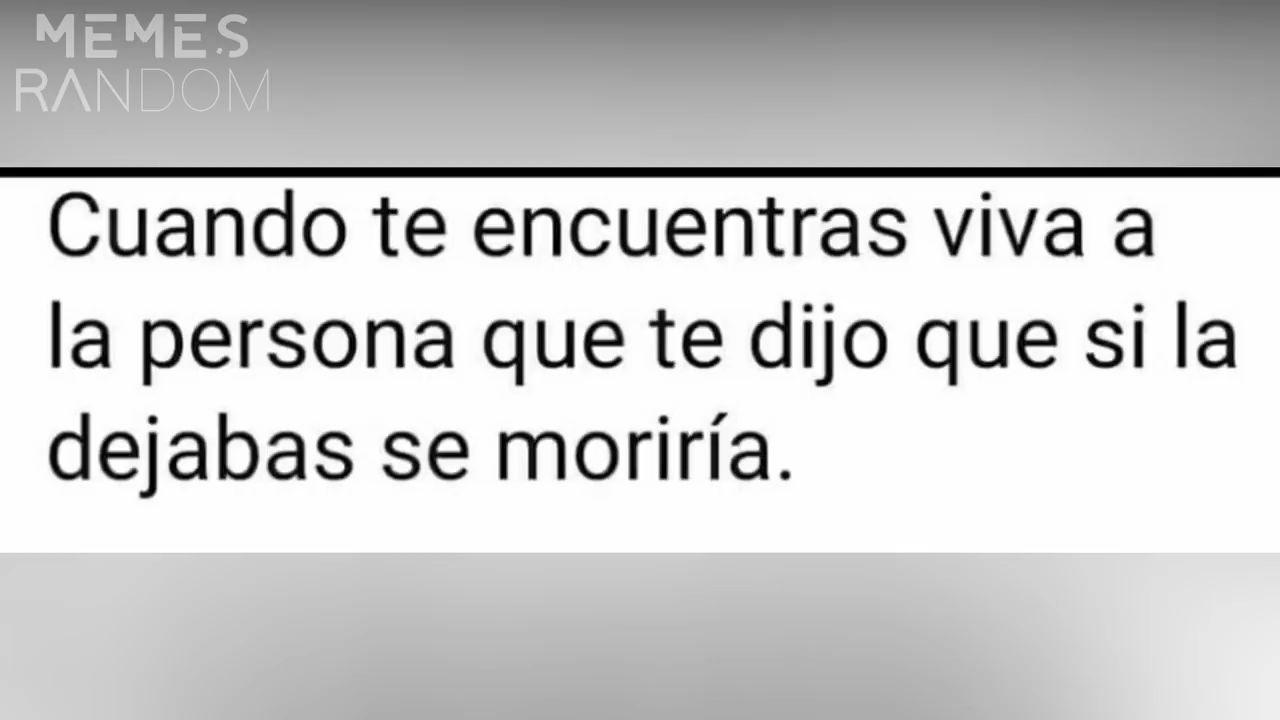 MEMES
RANDOM
Cuando te encuentras viva a
la persona que te dijo que si la
dejabas se moriría.